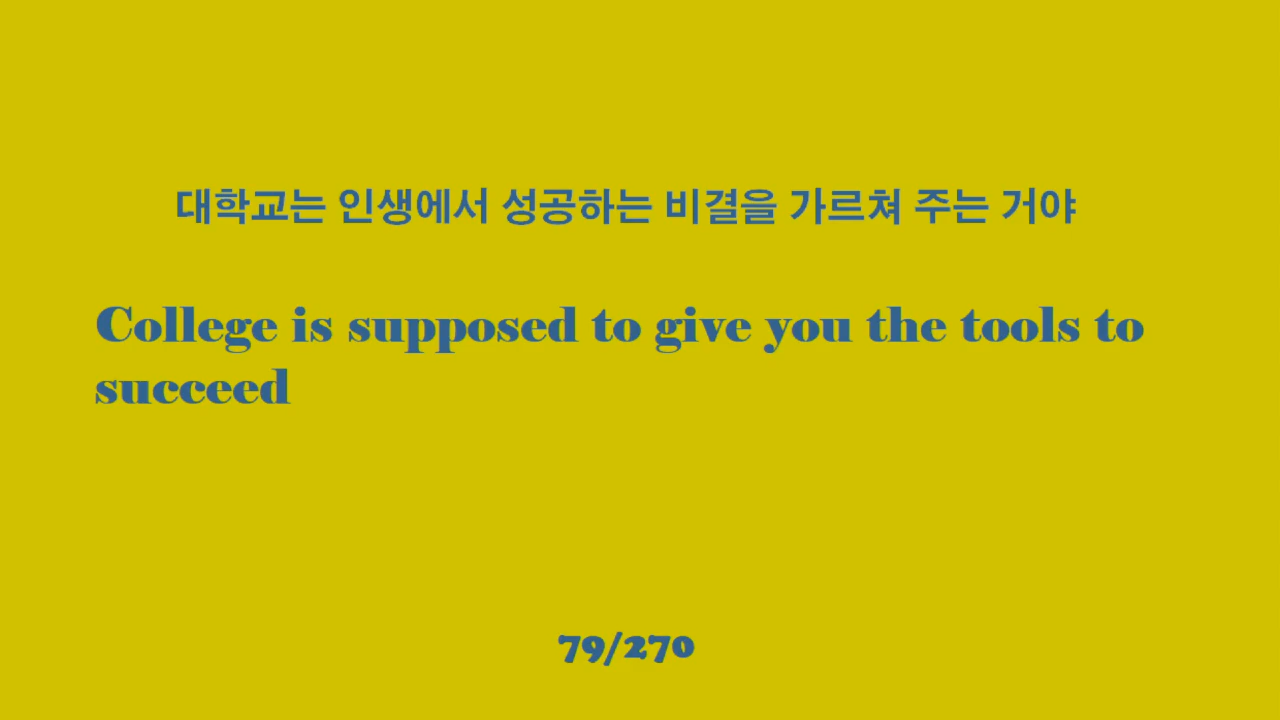 대학교는 인생에서 성공하는 비결을 가르쳐 주는 거야
College is supposed to give you the tools to
succeed
79/270